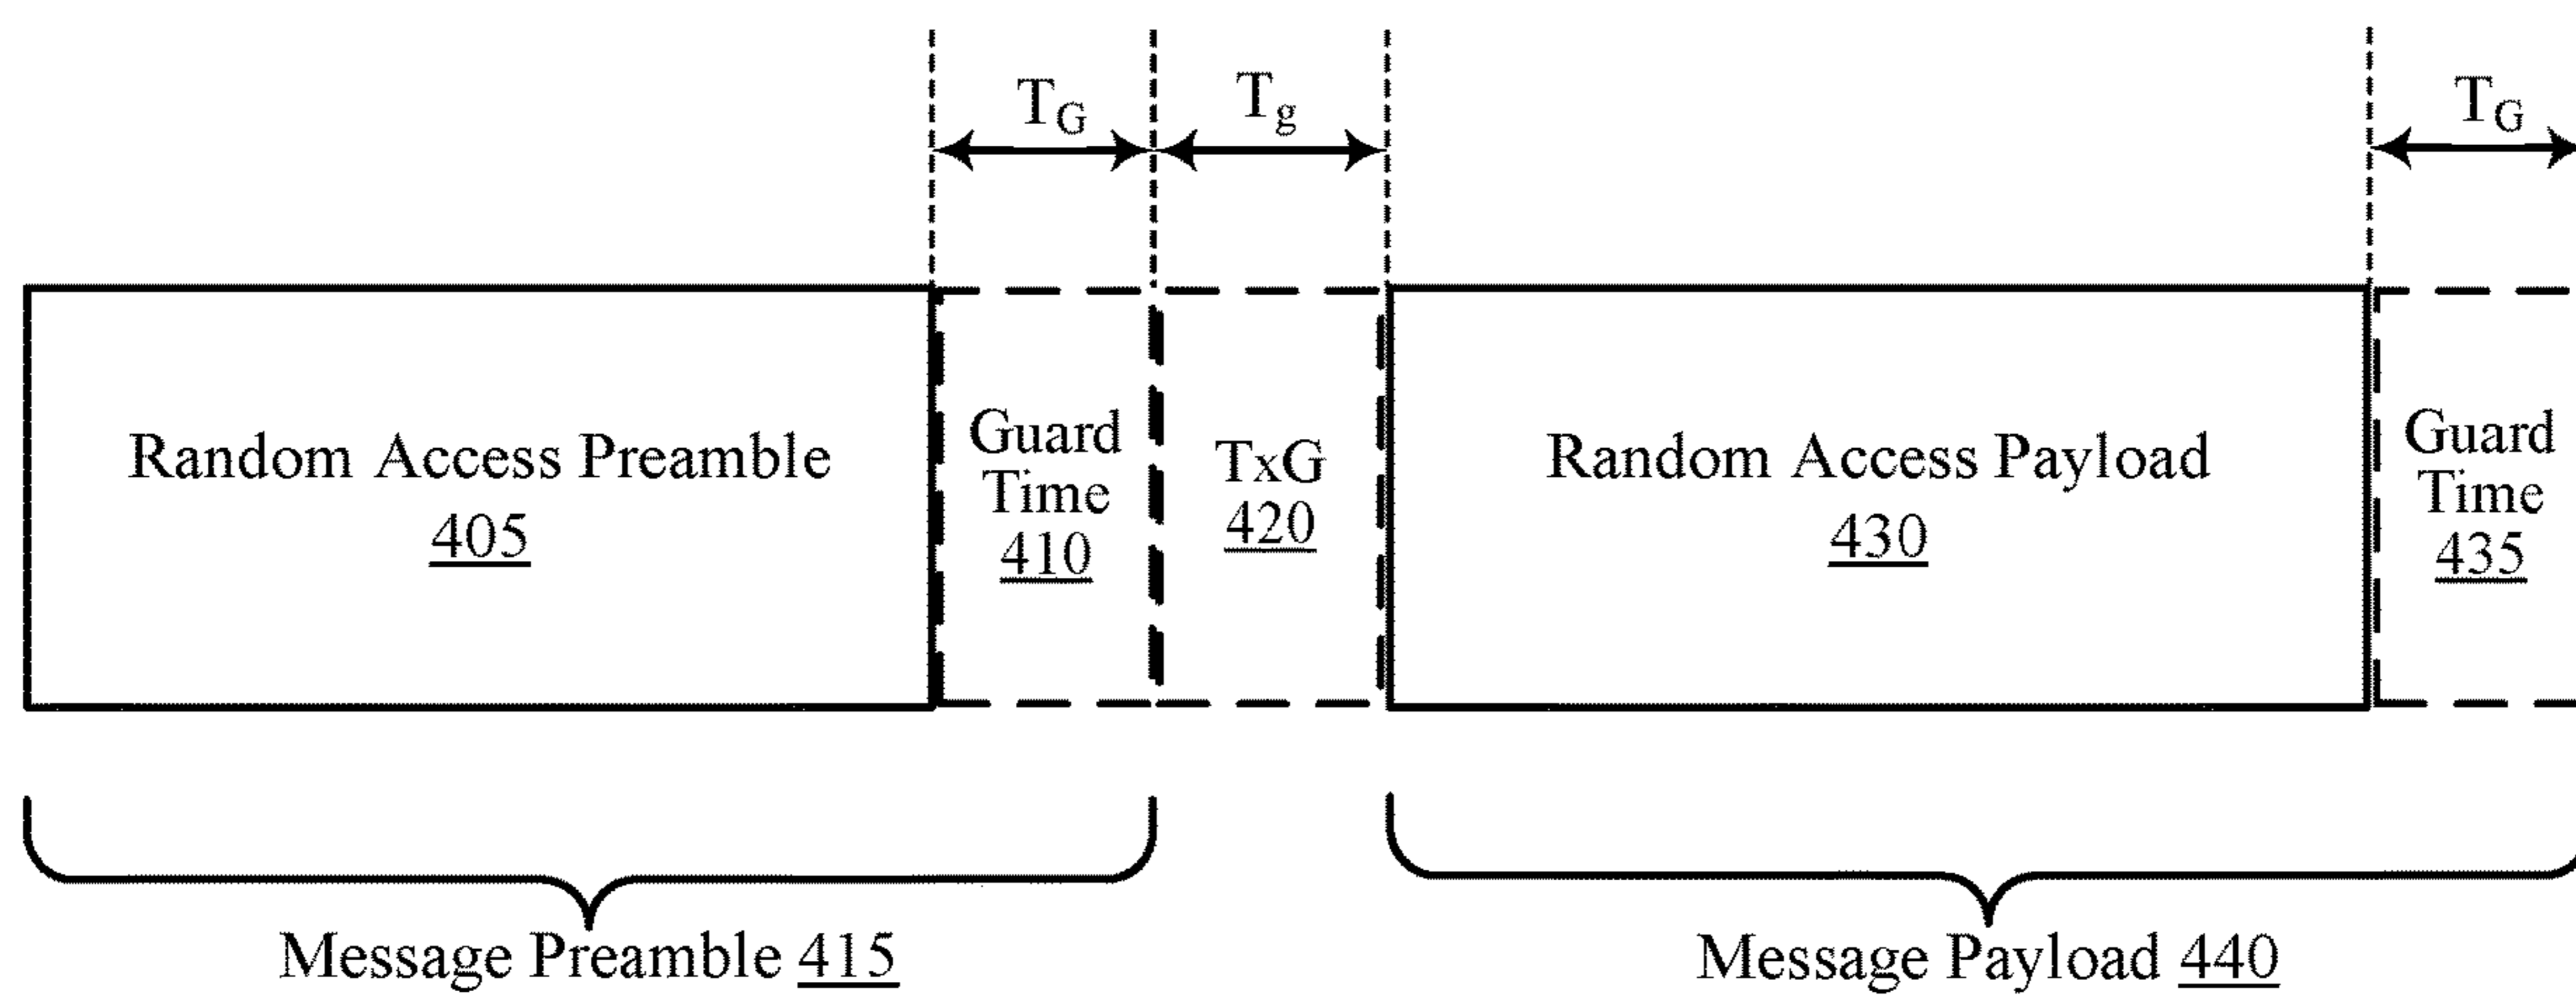 T_G
T_g
T_G
Random Access Preamble
405
Guard
Time
410
TxG
420
Random Access Payload
430
Guard
Time
435
Message Preamble 415
Message Payload 440